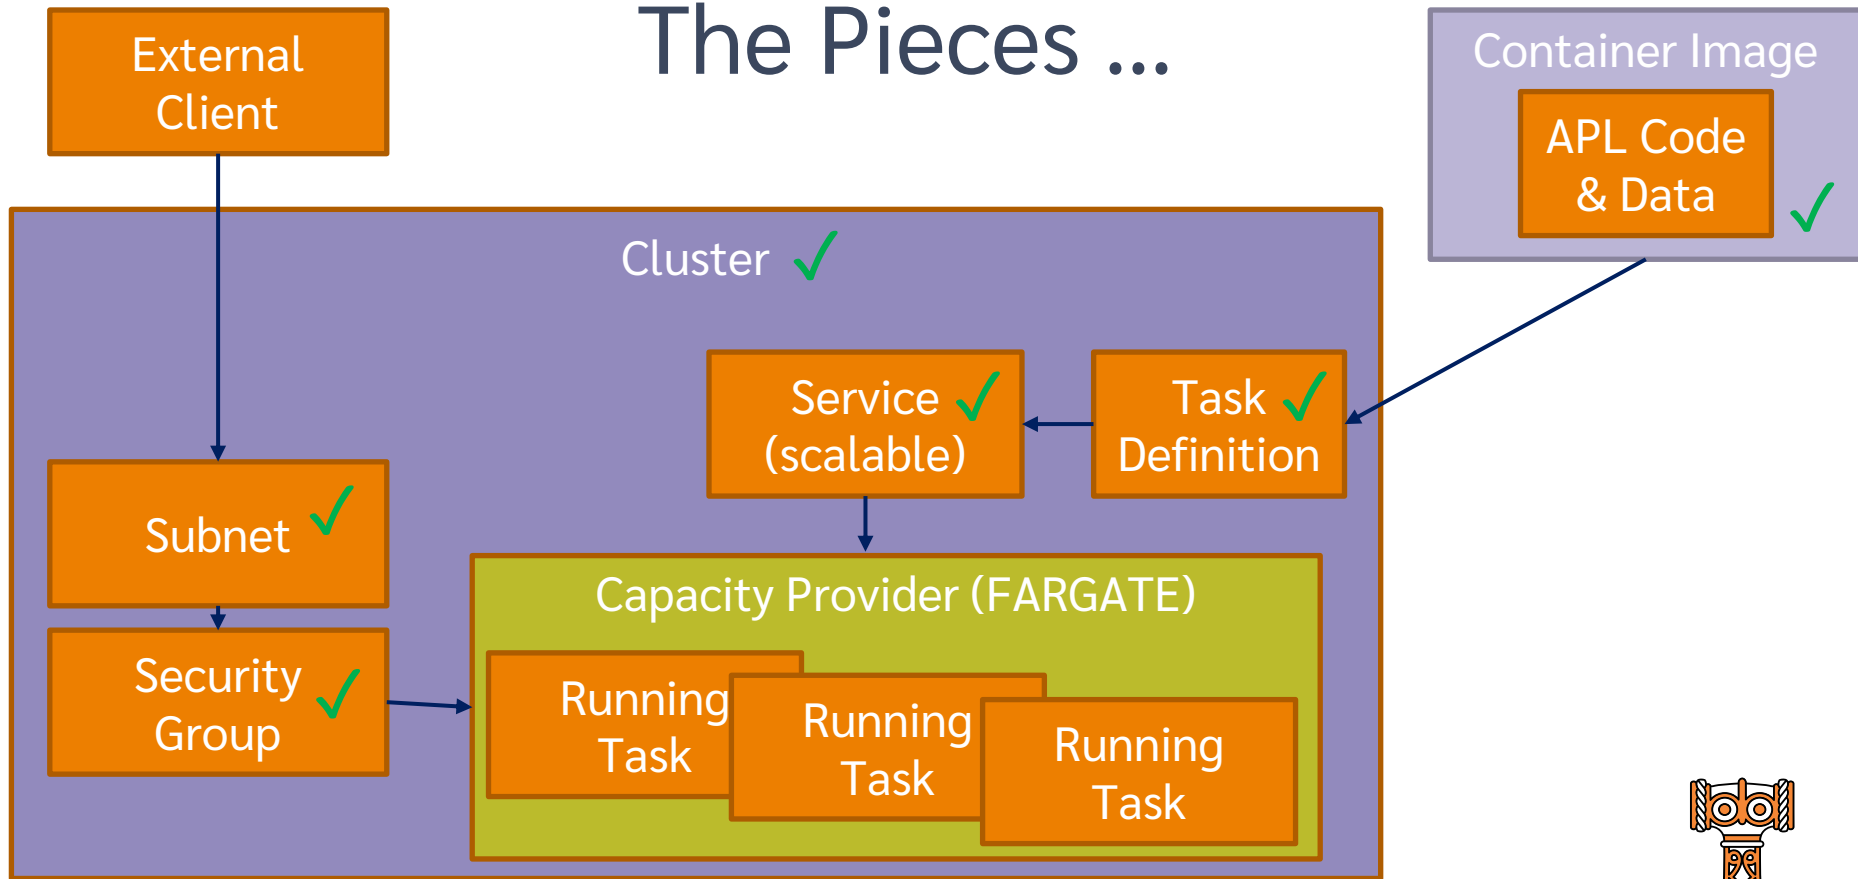 The Pieces ...
External
Client
Container Image
APL Code
& Data
Cluster
Service
(scalable)
Task
Definition
Subnet
Security
Group
Capacity Provider (FARGATE)
Running
Task
Running
Task
Running
Task